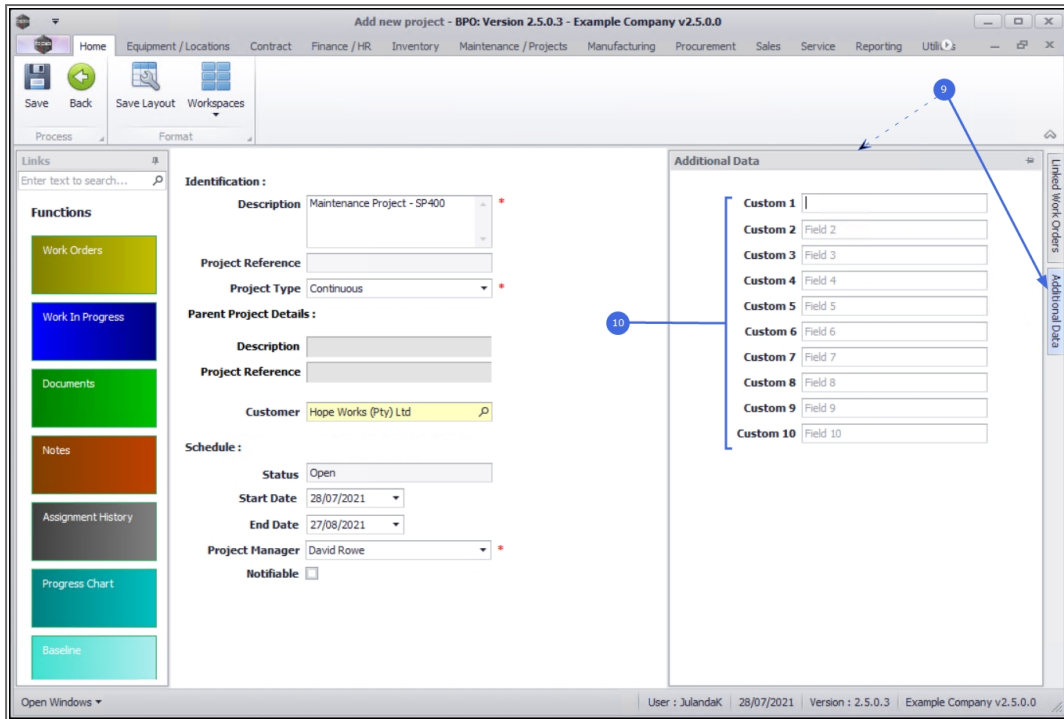 Add new project - BPO: Version 2.5.0.3 - Example Company v2.5.0.0
Home Equipment / Locations Contract Finance / HR Inventory Maintenance / Projects Manufacturing Procurement Sales Service Reporting
Save Back Save Layout Workspaces
Process Format
9
Links
Enter text to search...
Functions
Work Orders
Work In Progress
Documents
Notes
Assignment History
Progress Chart
Baseline
Identification :
Description Maintenance Project - SP400 *
Project Reference
Project Type Continuous *
Parent Project Details :
Description
Project Reference
Customer Hope Works (Pty) Ltd
Schedule :
Status Open
Start Date 28/07/2021
End Date 27/08/2021
Project Manager David Rowe *
Notifiable
10
Additional Data
Custom 1
Custom 2 Field 2
Custom 3 Field 3
Custom 4 Field 4
Custom 5 Field 5
Custom 6 Field 6
Custom 7 Field 7
Custom 8 Field 8
Custom 9 Field 9
Custom 10 Field 10
Linked Work Orders
Additional Data
Open Windows
User : JulandaK 28/07/2021 Version : 2.5.0.3 Example Company v2.5.0.0